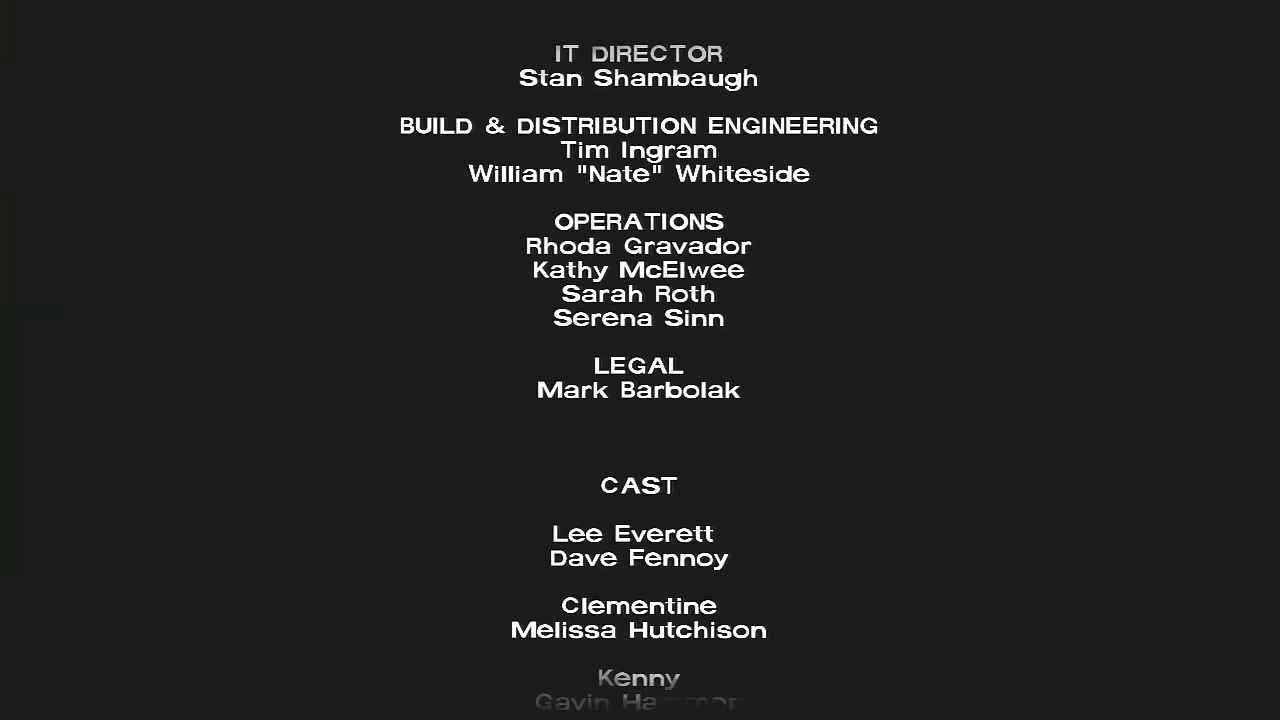 IT DIRECTOR
Stan Shambaugh
BUILD & DISTRIBUTION ENGINEERING
Tim Ingram
William "Nate" Whiteside
OPERATIONS
Rhoda Gravador
Kathy McElwee
Sarah Roth
Serena Sinn
LEGAL
Mark Barbolak
CAST
Lee Everett
Dave Fennoy
Clementine
Melissa Hutchison
Kenny
Gavin